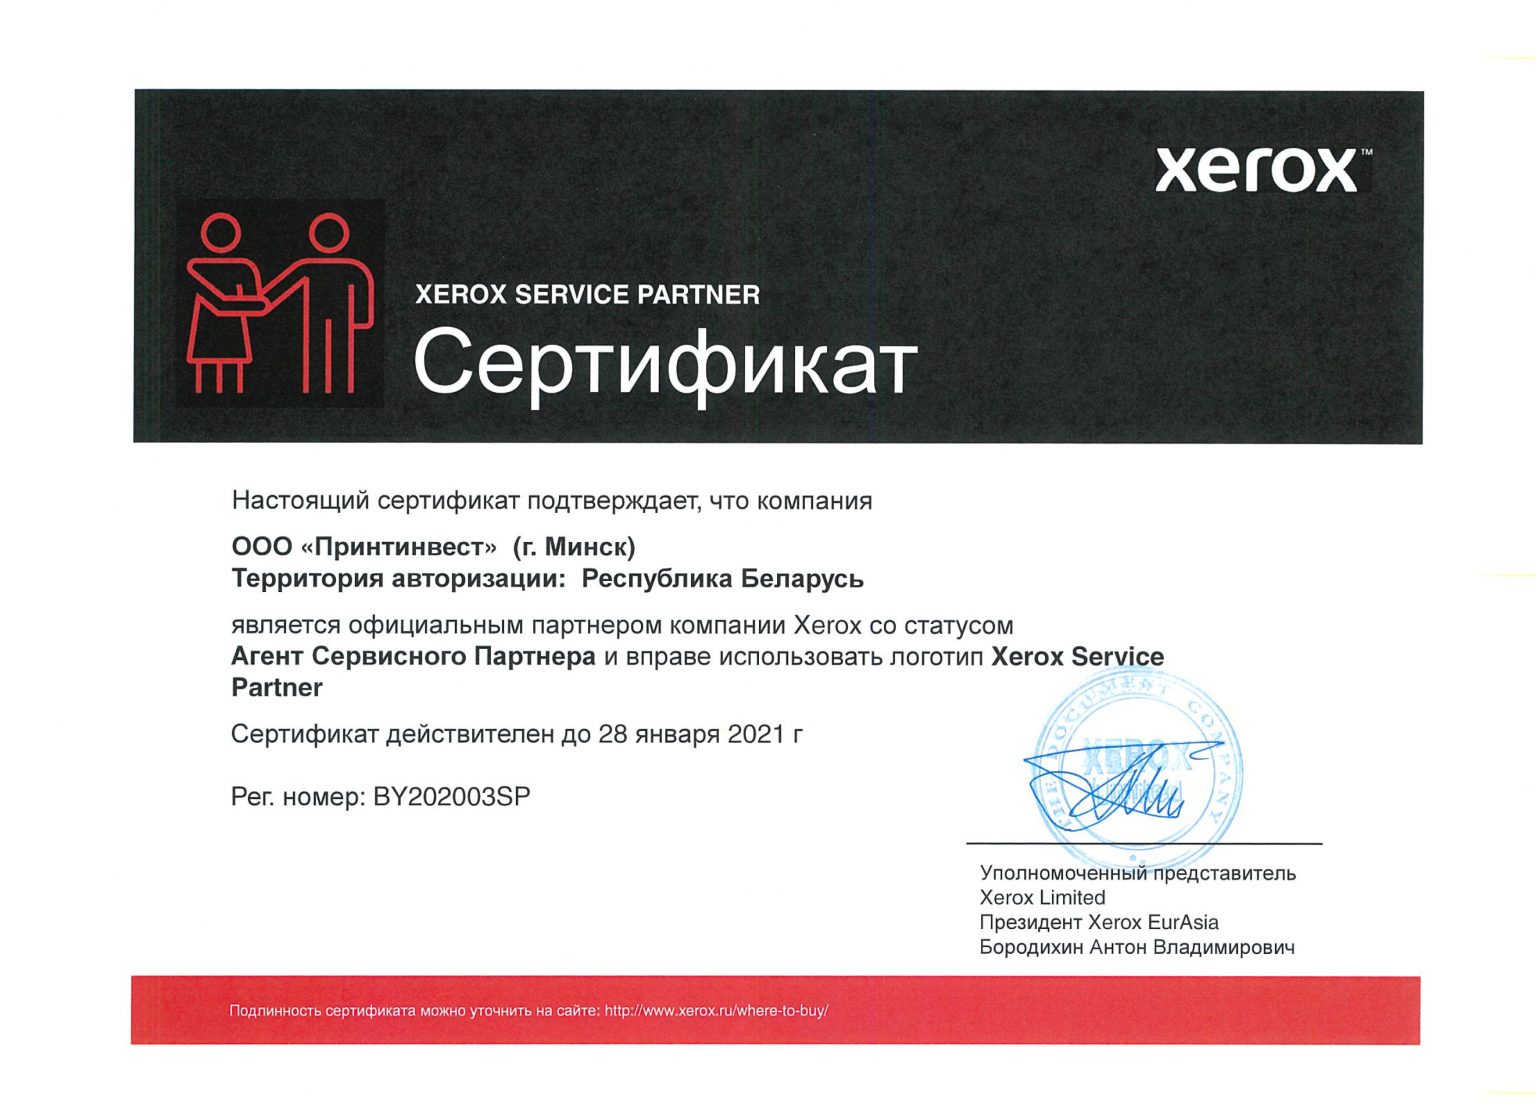 xerox™
XEROX SERVICE PARTNER
Сертификат
Настоящий сертификат подтверждает, что компания
ООО «Принтинвест» (г. Минск)
Территория авторизации: Республика Беларусь
является официальным партнером компании Xerox со статусом
Агент Сервисного Партнера и вправе использовать логотип Xerox Service
Partner
Сертификат действителен до 28 января 2021 г
Рег. номер: BY202003SP
THE DOCUMENT COMPANY
XEROX
Limited
Уполномоченный представитель
Xerox Limited
Президент Xerox EurAsia
Бородихин Антон Владимирович
Подлинность сертификата можно уточнить на сайте: http://www.xerox.ru/where-to-buy/